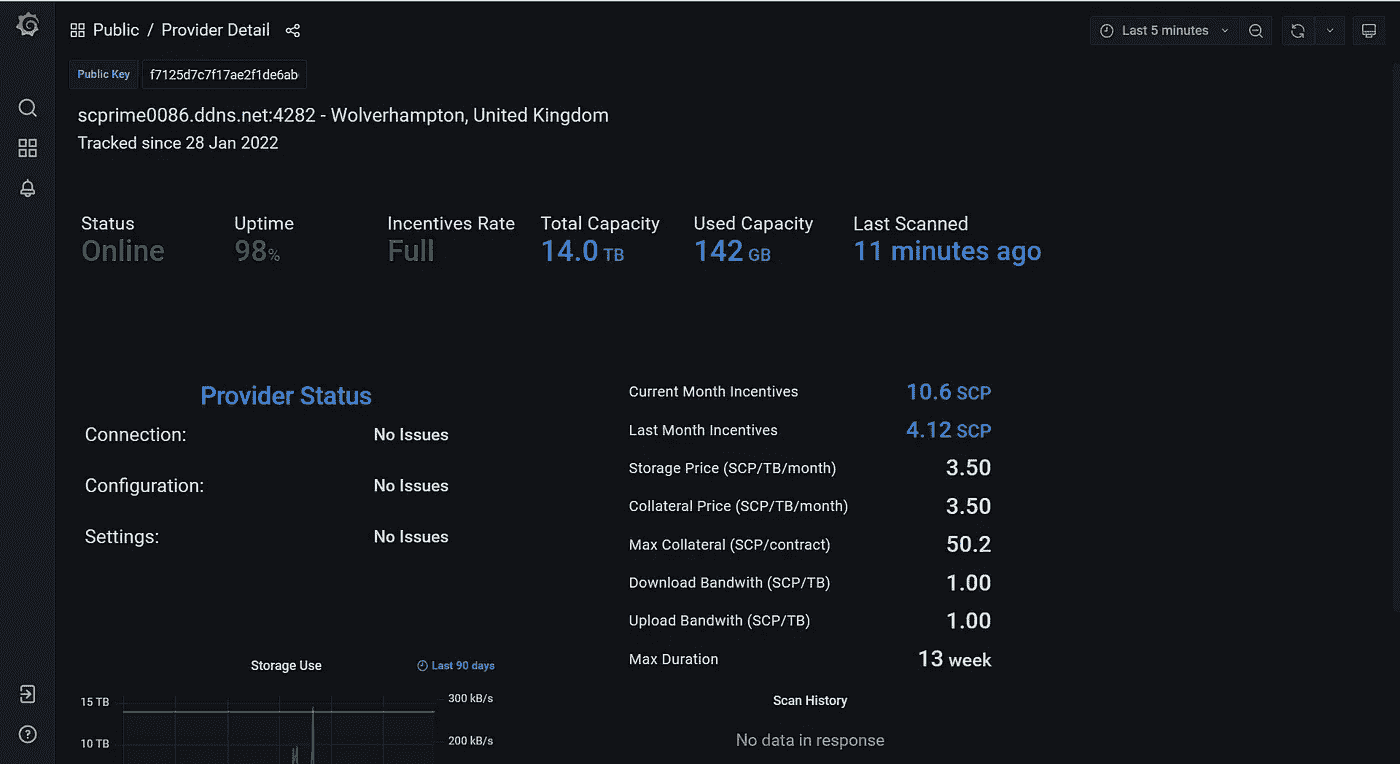 Public / Provider Detail
Last 5 minutes
Public Key f7125d7c7f17ae2f1de6ab
scprime0086.ddns.net:4282 - Wolverhampton, United Kingdom
Tracked since 28 Jan 2022
Status Uptime Incentives Rate Total Capacity Used Capacity Last Scanned
Online 98% Full 14.0 TB 142 GB 11 minutes ago
Provider Status
Connection: No Issues
Configuration: No Issues
Settings: No Issues
Current Month Incentives 10.6 SCP
Last Month Incentives 4.12 SCP
Storage Price (SCP/TB/month) 3.50
Collateral Price (SCP/TB/month) 3.50
Max Collateral (SCP/contract) 50.2
Download Bandwith (SCP/TB) 1.00
Upload Bandwith (SCP/TB) 1.00
Max Duration 13 week
Storage Use Last 90 days
15 TB 300 kB/s
10 TB 200 kB/s
Scan History
No data in response